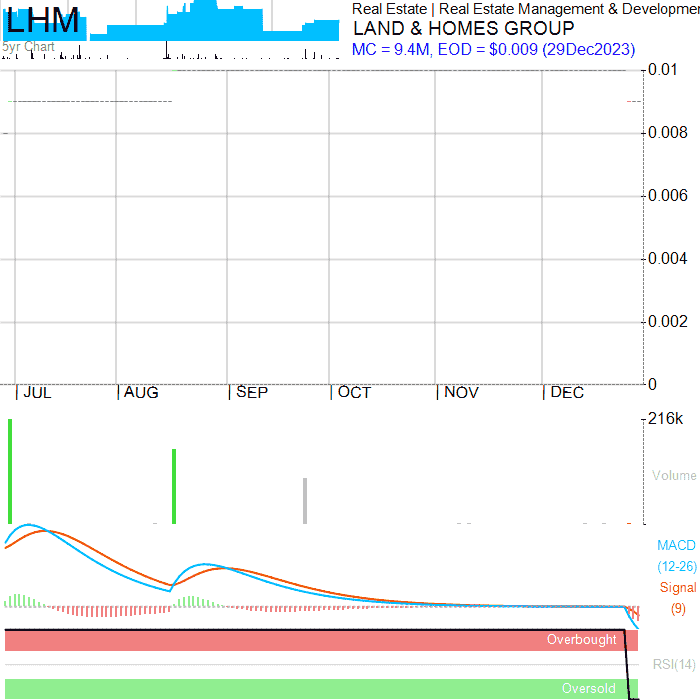 LHM
5yr Chart
Real Estate | Real Estate Management & Developmen
LAND & HOMES GROUP
MC = 9.4M, EOD = $0.009 (29Dec2023)
0.01
0.008
0.006
0.004
0.002
0
JUL AUG SEP OCT NOV DEC
216k
Volume
MACD
(12-26)
Signal
(9)
Overbought
RSI(14)
Oversold